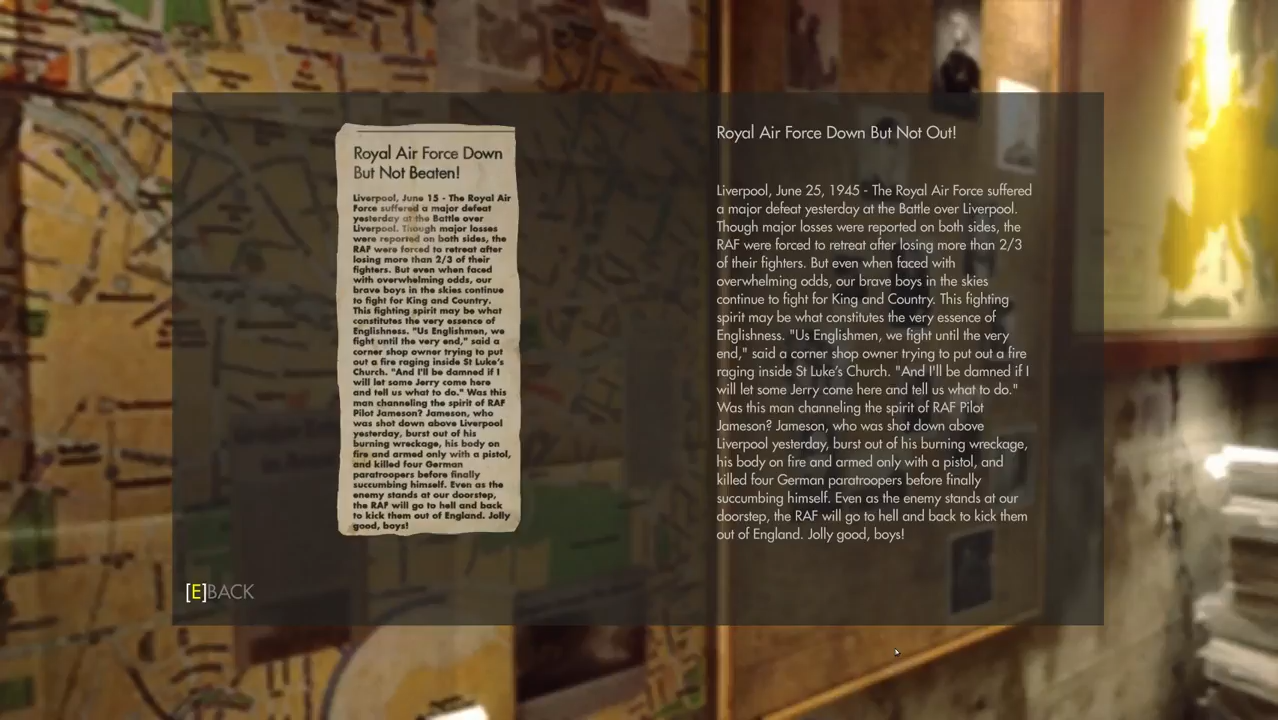 Royal Air Force Down
But Not Beaten!
Liverpool, June 15 - The Royal Air
Force suffered a major defeat
yesterday at the Battle over
Liverpool. Though major losses
were reported on both sides, the
RAF were forced to retreat after
losing more than 2/3 of their
fighters. But even when faced
with overwhelming odds, our
brave boys in the skies continue
to fight for King and Country.
This fighting spirit may be what
constitutes the very essence of
Englishness. "Us Englishmen, we
fight until the very end," said a
corner shop owner trying to put
out a fire raging inside St Luke's
Church. "And I'll be damned if I
will let some Jerry come here
and tell us what to do." Was this
man channeling the spirit of RAF
Pilot Jameson? Jameson, who
was shot down above Liverpool
yesterday, burst out of his
burning wreckage, his body on
fire and armed only with a pistol,
and killed four German
paratroopers before finally
succumbing himself. Even as the
enemy stands at our doorstep,
the RAF will go to hell and back
to kick them out of England. Jolly
good, boys!
Royal Air Force Down But Not Out!
Liverpool, June 25, 1945 - The Royal Air Force suffered
a major defeat yesterday at the Battle over Liverpool.
Though major losses were reported on both sides, the
RAF were forced to retreat after losing more than 2/3
of their fighters. But even when faced with
overwhelming odds, our brave boys in the skies
continue to fight for King and Country. This fighting
spirit may be what constitutes the very essence of
Englishness. "Us Englishmen, we fight until the very
end," said a corner shop owner trying to put out a fire
raging inside St Luke's Church. "And I'll be damned if I
will let some Jerry come here and tell us what to do."
Was this man channeling the spirit of RAF Pilot
Jameson? Jameson, who was shot down above
Liverpool yesterday, burst out of his burning wreckage,
his body on fire and armed only with a pistol, and
killed four German paratroopers before finally
succumbing himself. Even as the enemy stands at our
doorstep, the RAF will go to hell and back to kick them
out of England. Jolly good, boys!
[E]BACK